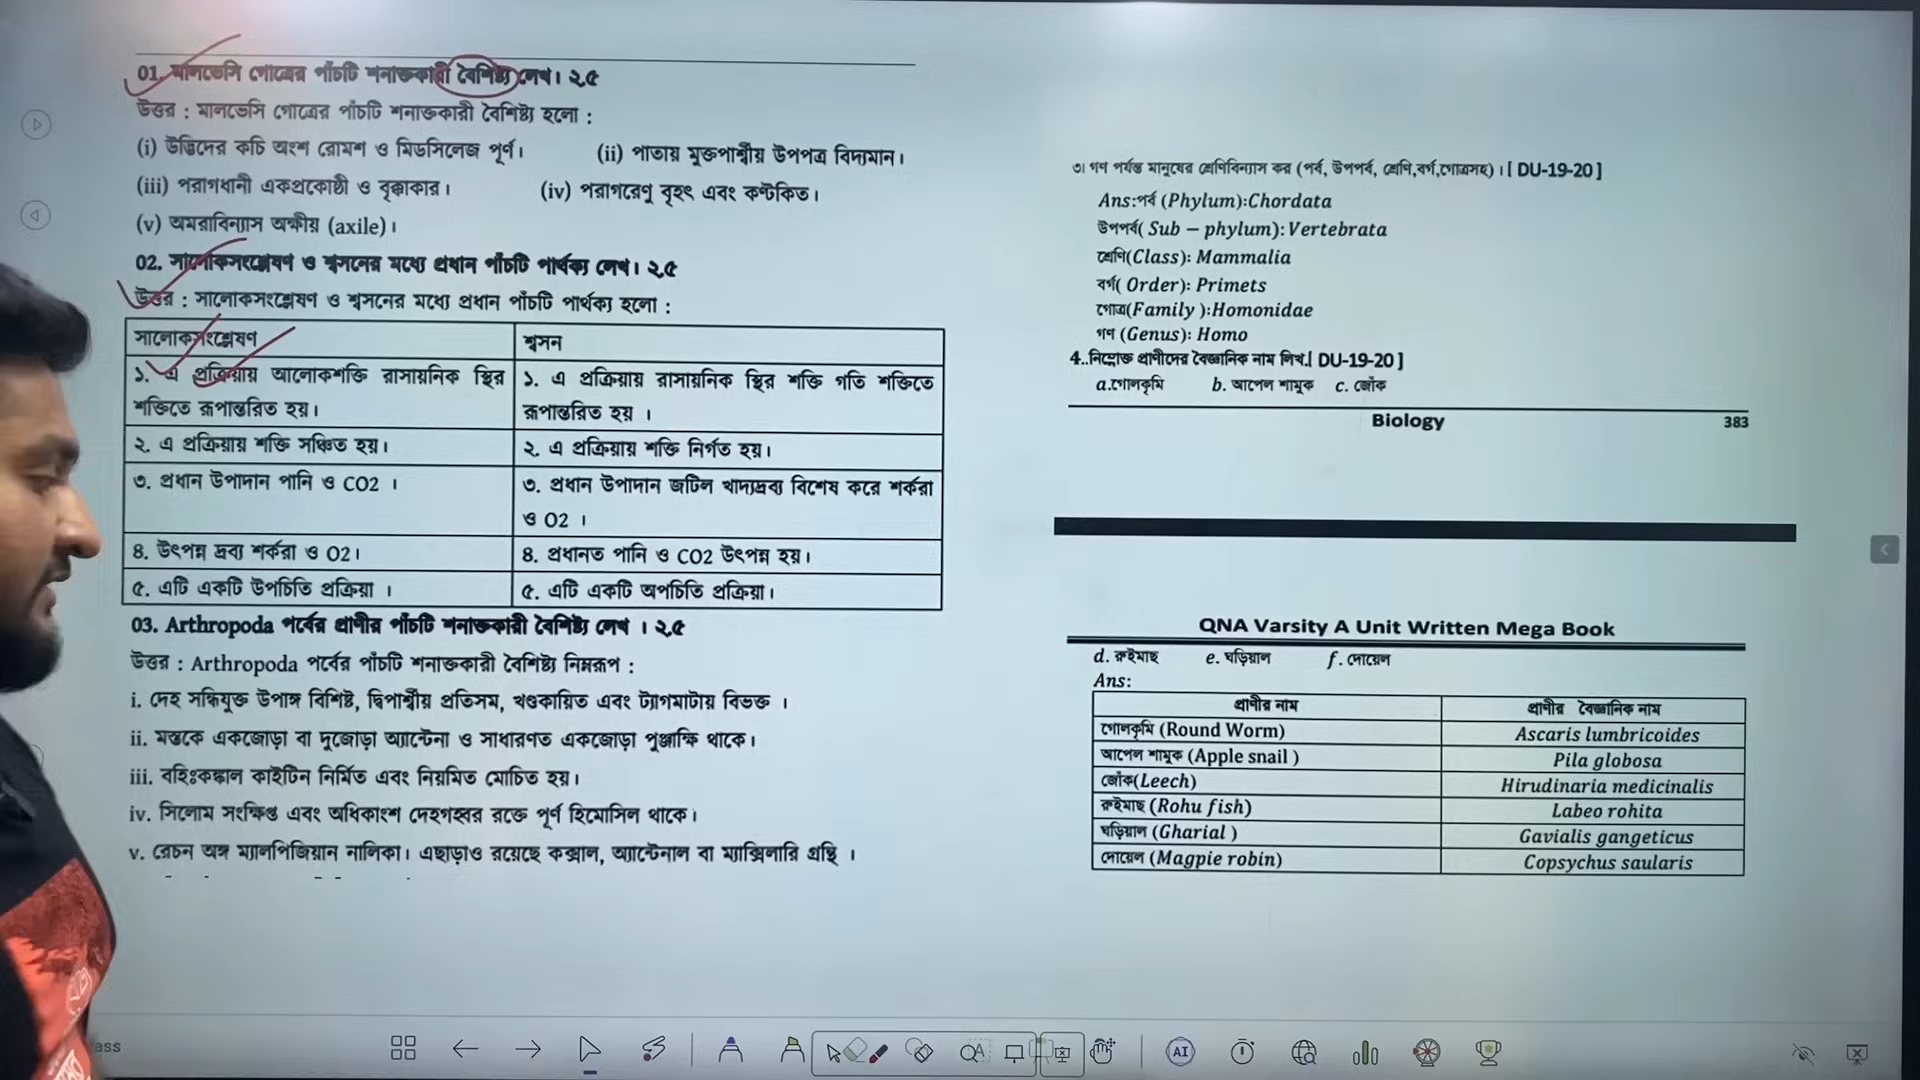 01. মালভেসি গোত্রের পাঁচটি শনাক্তকারী বৈশিষ্ট্য লেখ। ২.৫
উত্তর : মালভেসি গোত্রের পাঁচটি শনাক্তকারী বৈশিষ্ট্য হলো :
(i) উদ্ভিদের কচি অংশ রোমশ ও মিউসিলেজ পূর্ণ। (ii) পাতায় মুক্তপার্শ্বীয় উপপত্র বিদ্যমান।
(iii) পরাগধানী একপ্রকোষ্ঠী ও বৃক্কাকার। (iv) পরাগরেণু বৃহৎ এবং কণ্টকিত।
(v) অমরাবিন্যাস অক্ষীয় (axile)।
02. সালোকসংশ্লেষণ ও শ্বসনের মধ্যে প্রধান পাঁচটি পার্থক্য লেখ। ২.৫
উত্তর : সালোকসংশ্লেষণ ও শ্বসনের মধ্যে প্রধান পাঁচটি পার্থক্য হলো :
সালোকসংশ্লেষণ শ্বসন
১. এ প্রক্রিয়ায় আলোকশক্তি রাসায়নিক স্থির ১. এ প্রক্রিয়ায় রাসায়নিক স্থির শক্তি গতি শক্তিতে
শক্তিতে রূপান্তরিত হয়। রূপান্তরিত হয় ।
২. এ প্রক্রিয়ায় শক্তি সঞ্চিত হয়। ২. এ প্রক্রিয়ায় শক্তি নির্গত হয়।
৩. প্রধান উপাদান পানি ও CO2 । ৩. প্রধান উপাদান জটিল খাদ্যদ্রব্য বিশেষ করে শর্করা
ও O2 ।
৪. উৎপন্ন দ্রব্য শর্করা ও O2। ৪. প্রধানত পানি ও CO2 উৎপন্ন হয়।
৫. এটি একটি উপচিতি প্রক্রিয়া । ৫. এটি একটি অপচিতি প্রক্রিয়া।
03. Arthropoda পর্বের প্রাণীর পাঁচটি শনাক্তকারী বৈশিষ্ট্য লেখ । ২.৫
উত্তর : Arthropoda পর্বের পাঁচটি শনাক্তকারী বৈশিষ্ট্য নিম্নরূপ :
i. দেহ সন্ধিযুক্ত উপাঙ্গ বিশিষ্ট, দ্বিপার্শ্বীয় প্রতিসম, খণ্ডকায়িত এবং ট্যাগমাটায় বিভক্ত ।
ii. মস্তকে একজোড়া বা দুজোড়া অ্যান্টেনা ও সাধারণত একজোড়া পুঞ্জাক্ষি থাকে।
iii. বহিঃকঙ্কাল কাইটিন নির্মিত এবং নিয়মিত মোচিত হয়।
iv. সিলোম সংক্ষিপ্ত এবং অধিকাংশ দেহগহ্বর রক্তে পূর্ণ হিমোসিল থাকে।
v. রেচন অঙ্গ ম্যালপিজিয়ান নালিকা। এছাড়াও রয়েছে কক্সাল, অ্যান্টেনাল বা ম্যাক্সিলারি গ্রন্থি ।
৩। গণ পর্যন্ত মানুষের শ্রেণিবিন্যাস কর (পর্ব, উপপর্ব, শ্রেণি,বর্গ,গোত্রসহ)। [ DU-19-20 ]
Ans:পর্ব (Phylum):Chordata
উপপর্ব( Sub – phylum): Vertebrata
শ্রেণি(Class): Mammalia
বর্গ( Order): Primets
গোত্র(Family ):Homonidae
গণ (Genus): Homo
4..নিম্নোক্ত প্রাণীদের বৈজ্ঞানিক নাম লিখ.[ DU-19-20 ]
a.গোলকৃমি b. আপেল শামুক c. জোঁক
Biology 383
QNA Varsity A Unit Written Mega Book
d. রুইমাছ e. ঘড়িয়াল f. দোয়েল
Ans:
প্রাণীর নাম প্রাণীর বৈজ্ঞানিক নাম
গোলকৃমি (Round Worm) Ascaris lumbricoides
আপেল শামুক (Apple snail ) Pila globosa
জোঁক(Leech) Hirudinaria medicinalis
রুইমাছ (Rohu fish) Labeo rohita
ঘড়িয়াল (Gharial ) Gavialis gangeticus
দোয়েল (Magpie robin) Copsychus saularis
AI